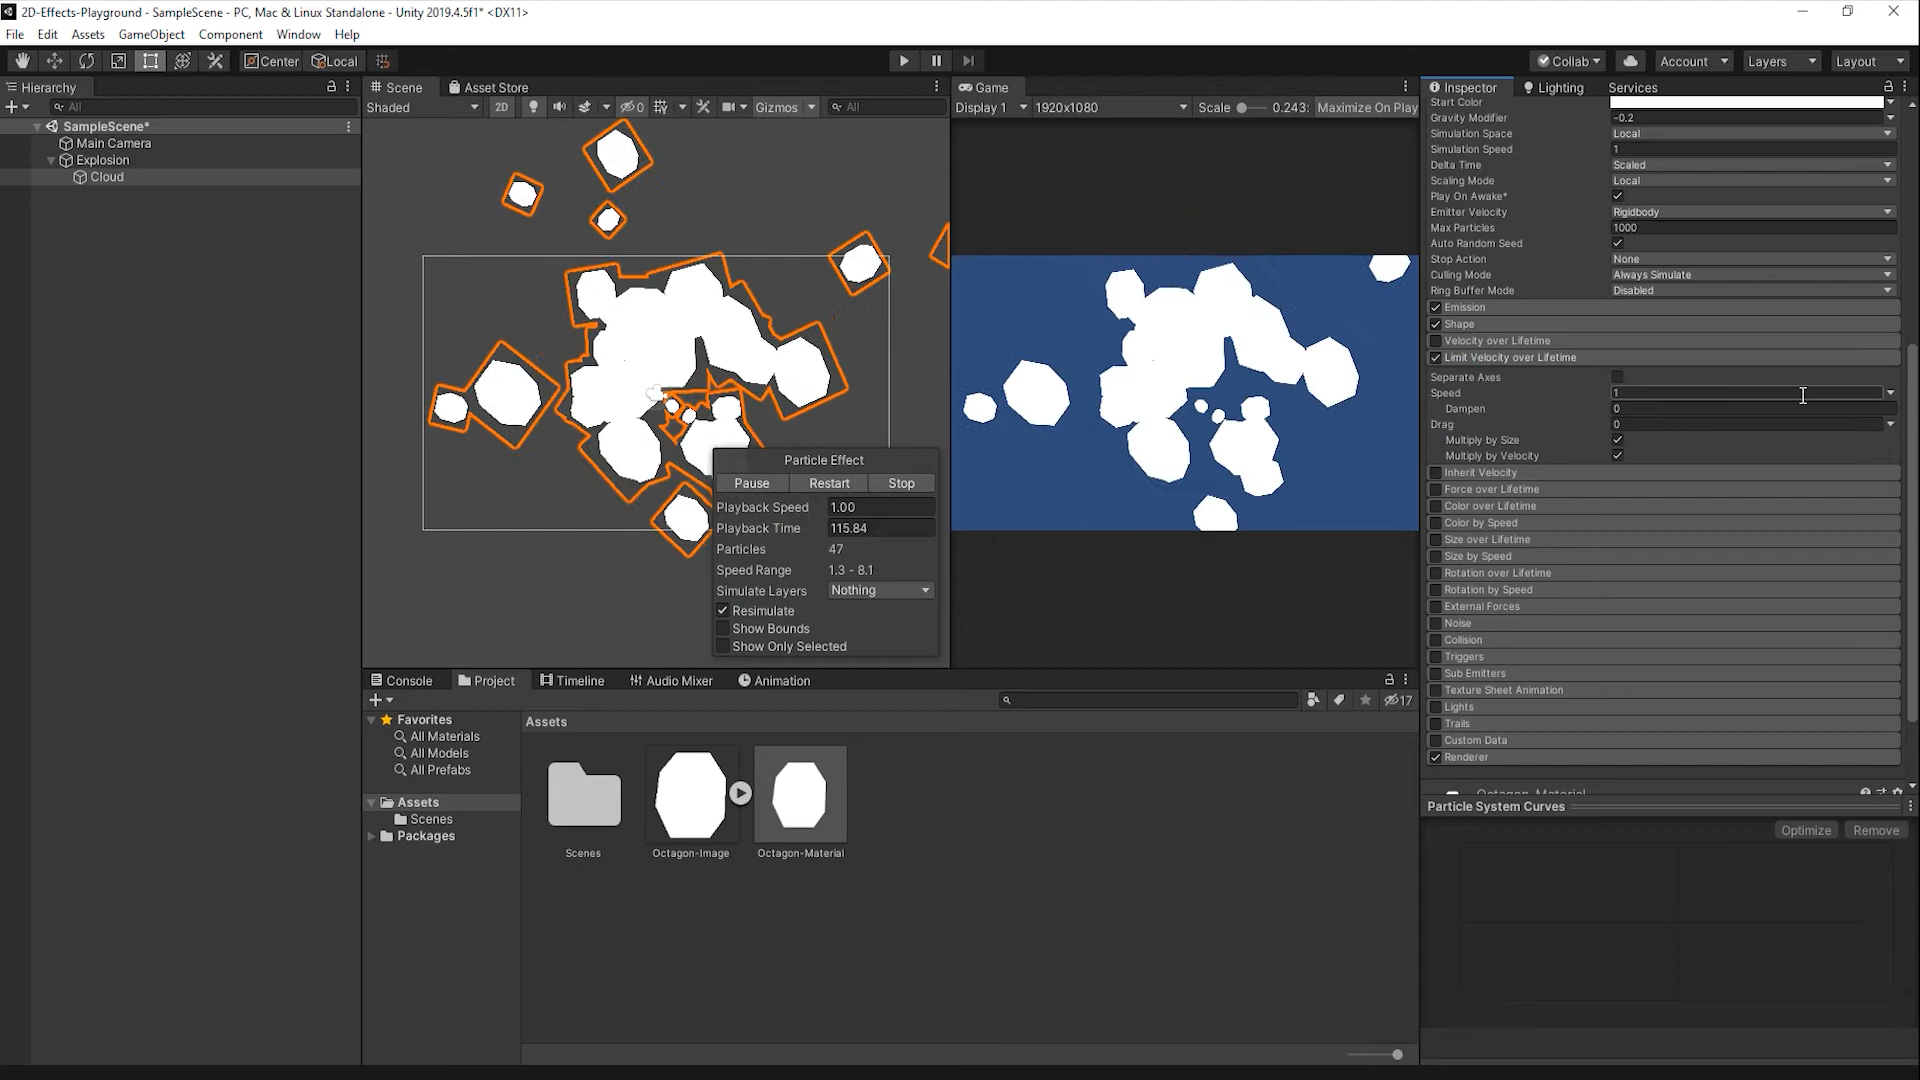 2D-Effects-Playground - SampleScene - PC, Mac & Linux Standalone - Unity 2019.4.5f1* <DX11>
File Edit Assets GameObject Component Window Help
Center Local Collab Account Layers Layout
Hierarchy
All
SampleScene*
Main Camera
Explosion
Cloud
Scene Asset Store
Shaded 2D 0 Gizmos All
Particle Effect
Pause Restart Stop
Playback Speed 1.00
Playback Time 115.84
Particles 47
Speed Range 1.3 - 8.1
Simulate Layers Nothing
Resimulate
Show Bounds
Show Only Selected
Game
Display 1 1920x1080 Scale 0.243: Maximize On Play
Inspector Lighting Services
Start Color
Gravity Modifier -0.2
Simulation Space Local
Simulation Speed 1
Delta Time Scaled
Scaling Mode Local
Play On Awake*
Emitter Velocity Rigidbody
Max Particles 1000
Auto Random Seed
Stop Action None
Culling Mode Always Simulate
Ring Buffer Mode Disabled
Emission
Shape
Velocity over Lifetime
Limit Velocity over Lifetime
Separate Axes
Speed 1
Dampen 0
Drag 0
Multiply by Size
Multiply by Velocity
Inherit Velocity
Force over Lifetime
Color over Lifetime
Color by Speed
Size over Lifetime
Size by Speed
Rotation over Lifetime
Rotation by Speed
External Forces
Noise
Collision
Triggers
Sub Emitters
Texture Sheet Animation
Lights
Trails
Custom Data
Renderer
Octagon-Material
Particle System Curves
Optimize Remove
Console Project Timeline Audio Mixer Animation
17
Favorites
All Materials
All Models
All Prefabs
Assets
Scenes
Packages
Assets
Scenes Octagon-Image Octagon-Material